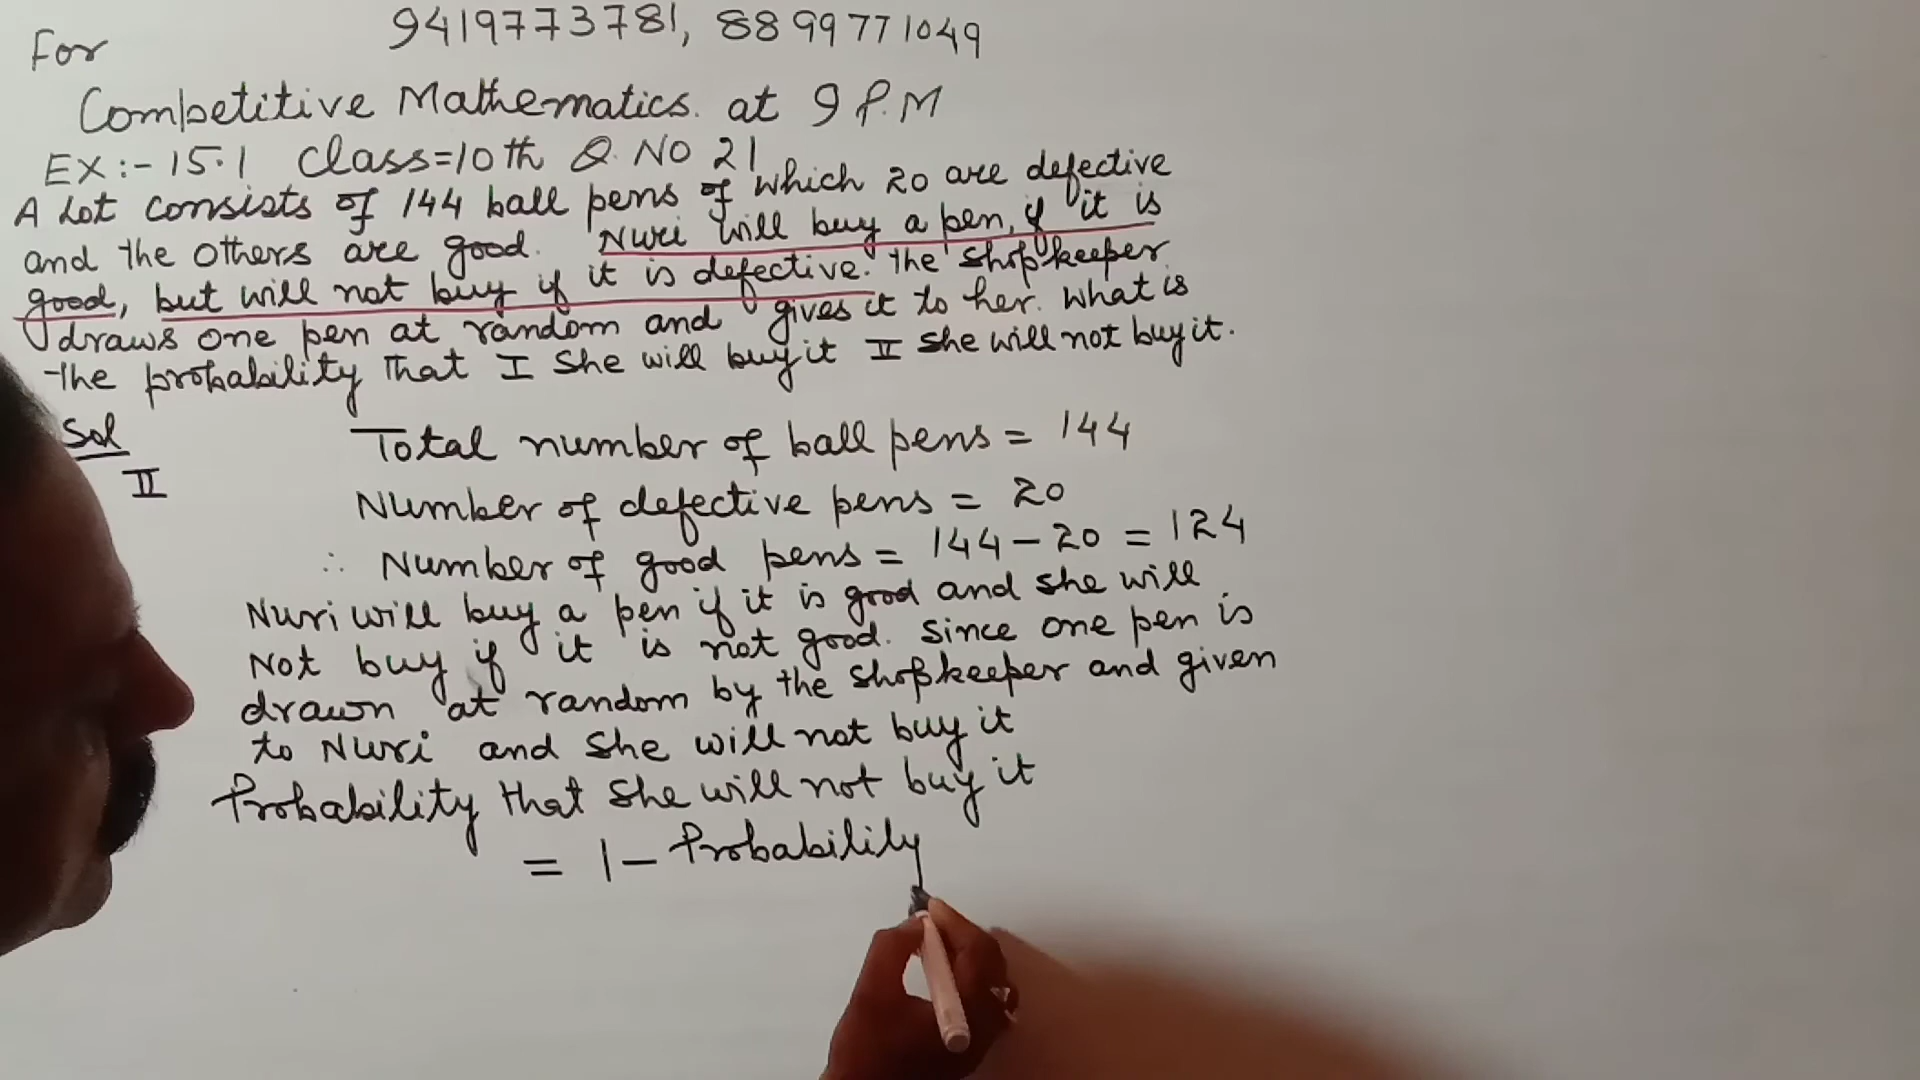 For 9419773781, 8899771049
Competitive Mathematics. at 9 P.M
EX:- 15.1 Class=10th Q. NO 21
A Lot consists of 144 ball pens of which 20 are defective
and the others are good. Nuri will buy a pen, if it is
good, but will not buy if it is defective. The shopkeeper
draws one pen at random and gives it to her. What is
the probability that I She will buy it II She will not buy it.
Sol
II
Total number of ball pens = 144
Number of defective pens = 20
∴ Number of good pens = 144-20 = 124
Nuri will buy a pen if it is good and she will
Not buy if it is not good. Since one pen is
drawn at random by the shopkeeper and given
to Nuri and She will not buy it
Probability that She will not buy it
= 1- Probability